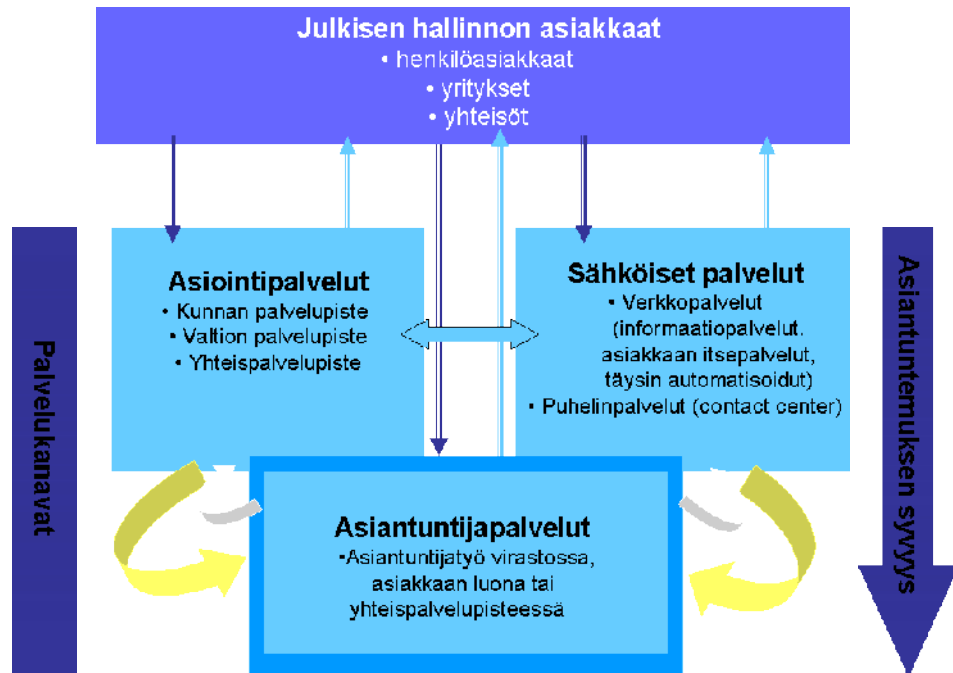 Julkisen hallinnon asiakkaat
• henkilöasiakkaat
• yritykset
• yhteisöt
Palvelukanavat
Asiointipalvelut
• Kunnan palvelupiste
• Valtion palvelupiste
• Yhteispalvelupiste
Sähköiset palvelut
• Verkkopalvelut
(informaatiopalvelut.
asiakkaan itsepalvelut,
täysin automatisoidut)
• Puhelinpalvelut (contact center)
Asiantuntemuksen syvyys
Asiantuntijapalvelut
•Asiantuntijatyö virastossa,
asiakkaan luona tai
yhteispalvelupisteessä